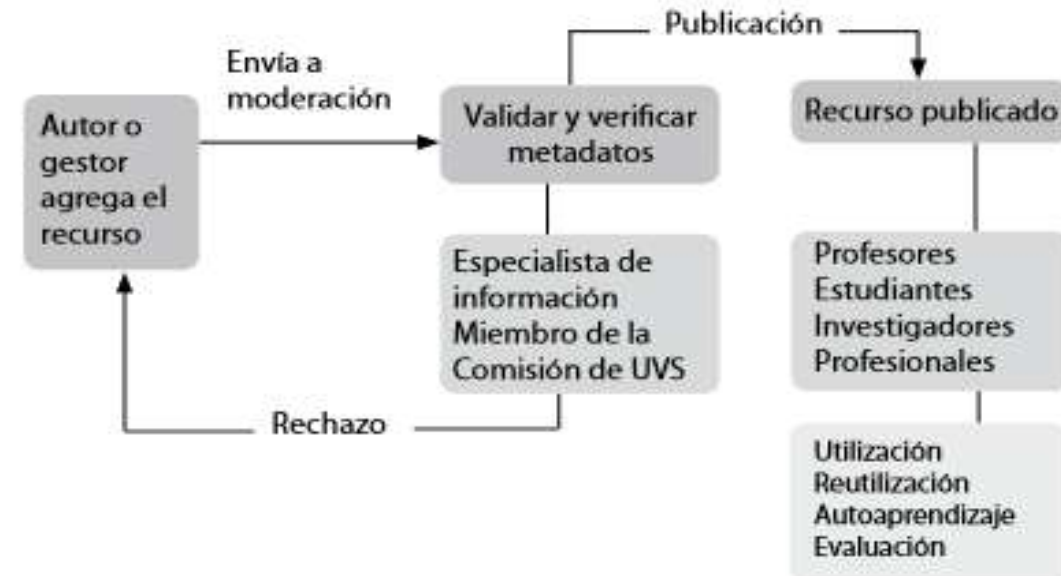 Autor o
gestor
agrega el
recurso
Envía a
moderación
Validar y verificar
metadatos
Especialista de
información
Miembro de la
Comisión de UVS
Rechazo
Publicación
Recurso publicado
Profesores
Estudiantes
Investigadores
Profesionales
Utilización
Reutilización
Autoaprendizaje
Evaluación